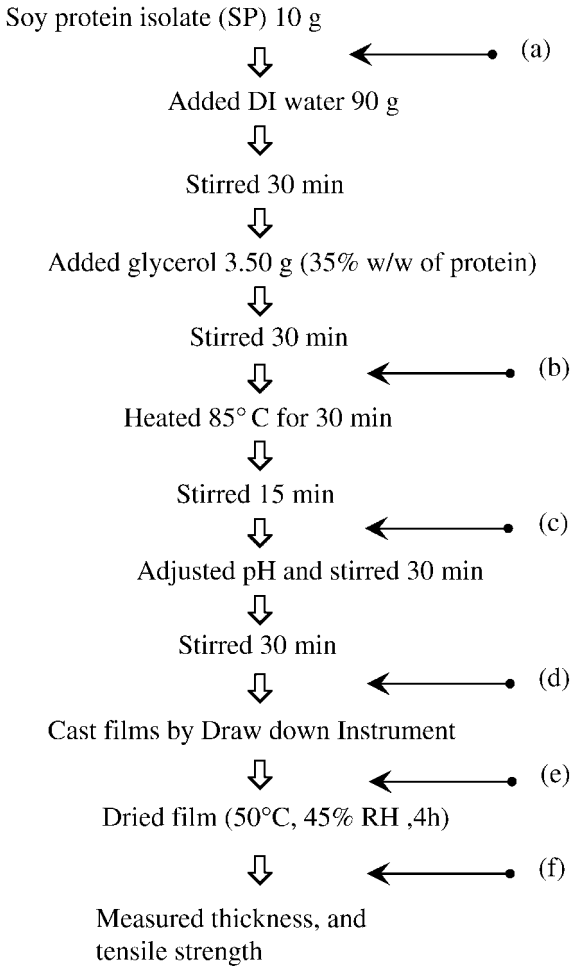 Soy protein isolate (SP) 10 g
(a)
Added DI water 90 g
Stirred 30 min
Added glycerol 3.50 g (35% w/w of protein)
Stirred 30 min
(b)
Heated 85° C for 30 min
Stirred 15 min
(c)
Adjusted pH and stirred 30 min
Stirred 30 min
(d)
Cast films by Draw down Instrument
(e)
Dried film (50°C, 45% RH ,4h)
(f)
Measured thickness, and
tensile strength